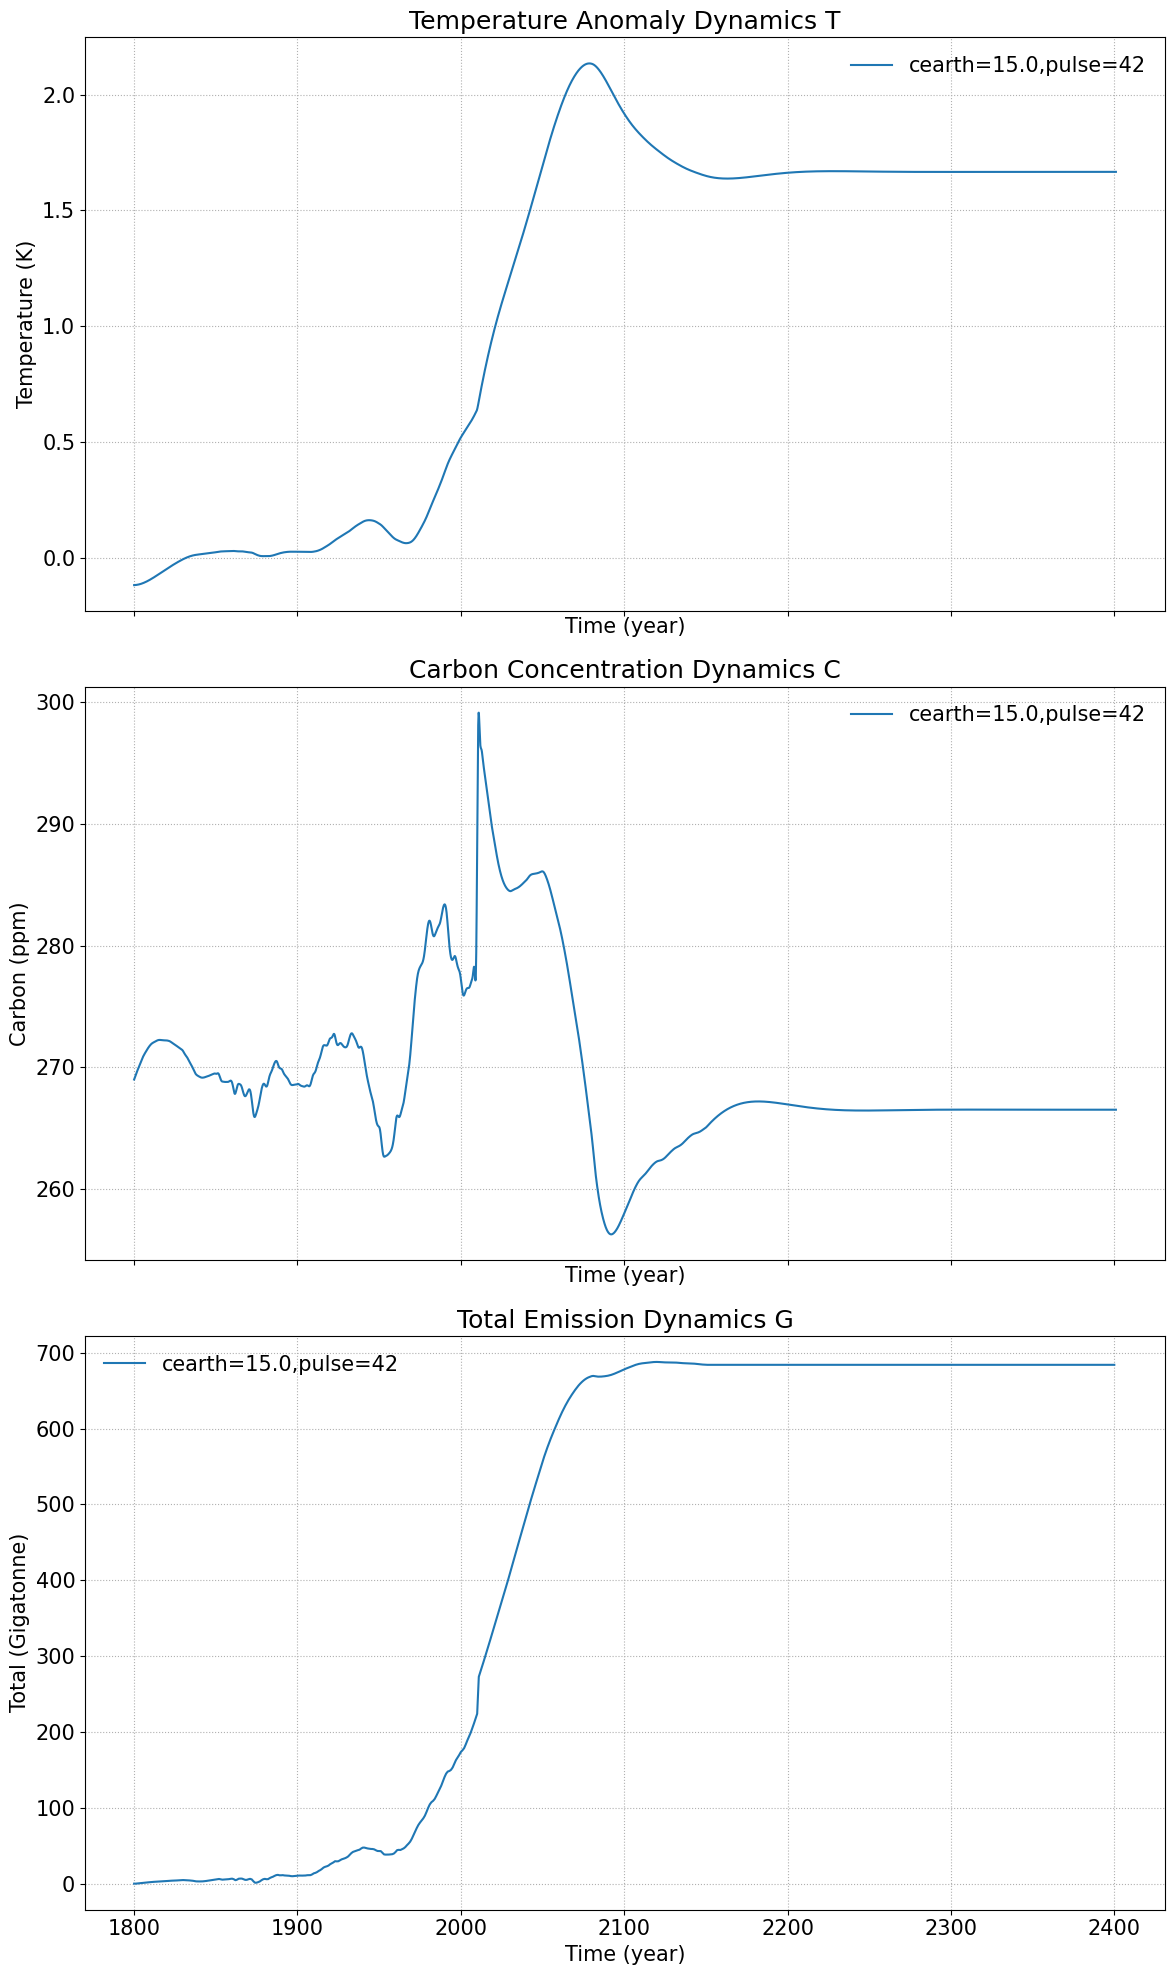 Temperature Anomaly Dynamics T
cearth=15.0,pulse=42
2.0
1.5
1.0
0.5
0.0
Temperature (K)
Time (year)
Carbon Concentration Dynamics C
cearth=15.0,pulse=42
300
290
280
270
260
Carbon (ppm)
Time (year)
Total Emission Dynamics G
cearth=15.0,pulse=42
700
600
500
400
300
200
100
0
Total (Gigatonne)
1800 1900 2000 2100 2200 2300 2400
Time (year)